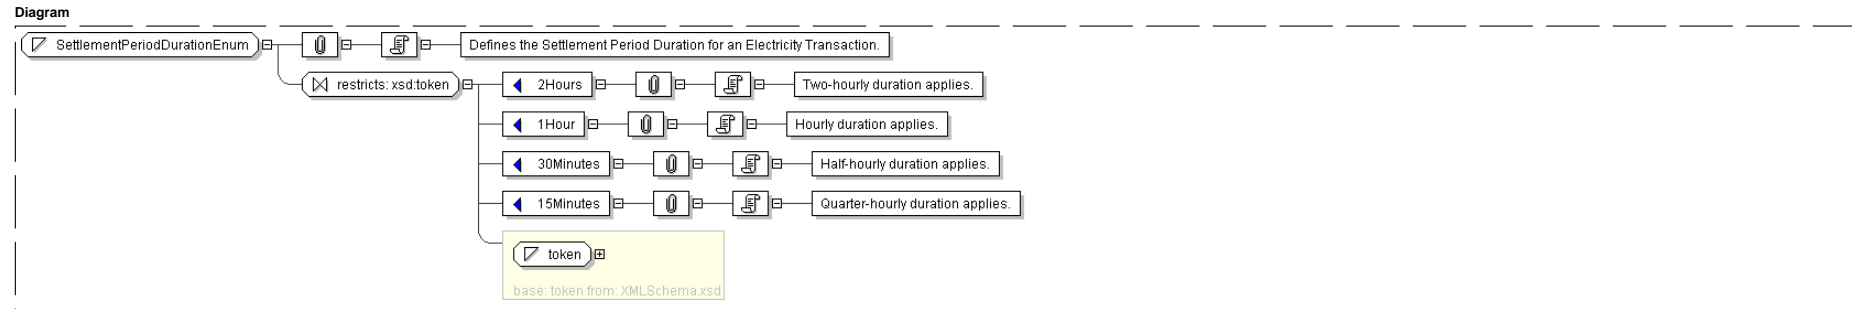 Diagram
SettlementPeriodDurationEnum
Defines the Settlement Period Duration for an Electricity Transaction.
restricts: xsd:token
2Hours
Two-hourly duration applies.
1Hour
Hourly duration applies.
30Minutes
Half-hourly duration applies.
15Minutes
Quarter-hourly duration applies.
token
base: token from: XMLSchema.xsd